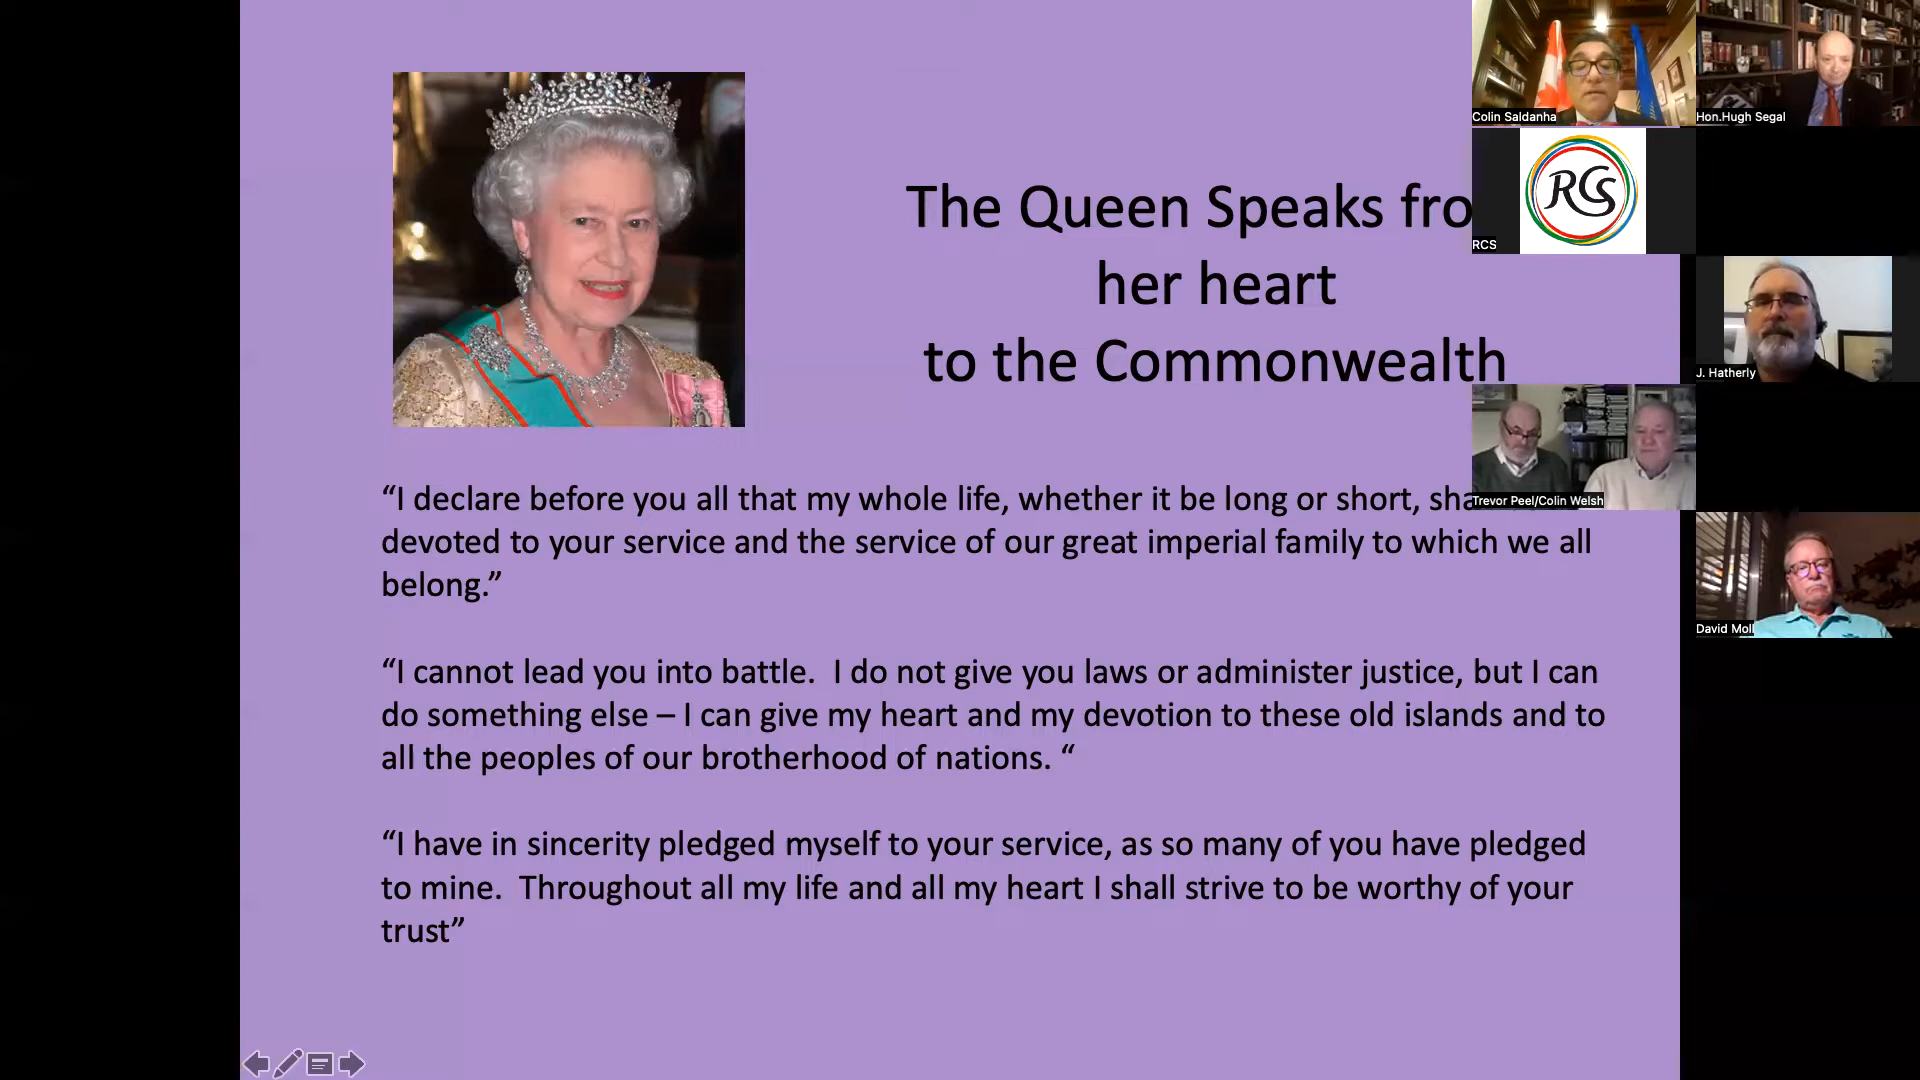 The Queen Speaks fro
her heart
to the Commonwealth
“I declare before you all that my whole life, whether it be long or short, sha
devoted to your service and the service of our great imperial family to which we all
belong.”
“I cannot lead you into battle.  I do not give you laws or administer justice, but I can
do something else – I can give my heart and my devotion to these old islands and to
all the peoples of our brotherhood of nations. “
“I have in sincerity pledged myself to your service, as so many of you have pledged
to mine.  Throughout all my life and all my heart I shall strive to be worthy of your
trust”
Colin Saldanha
Hon.Hugh Segal
RCS
RCS
J. Hatherly
Trevor Peel/Colin Welsh
David Moll